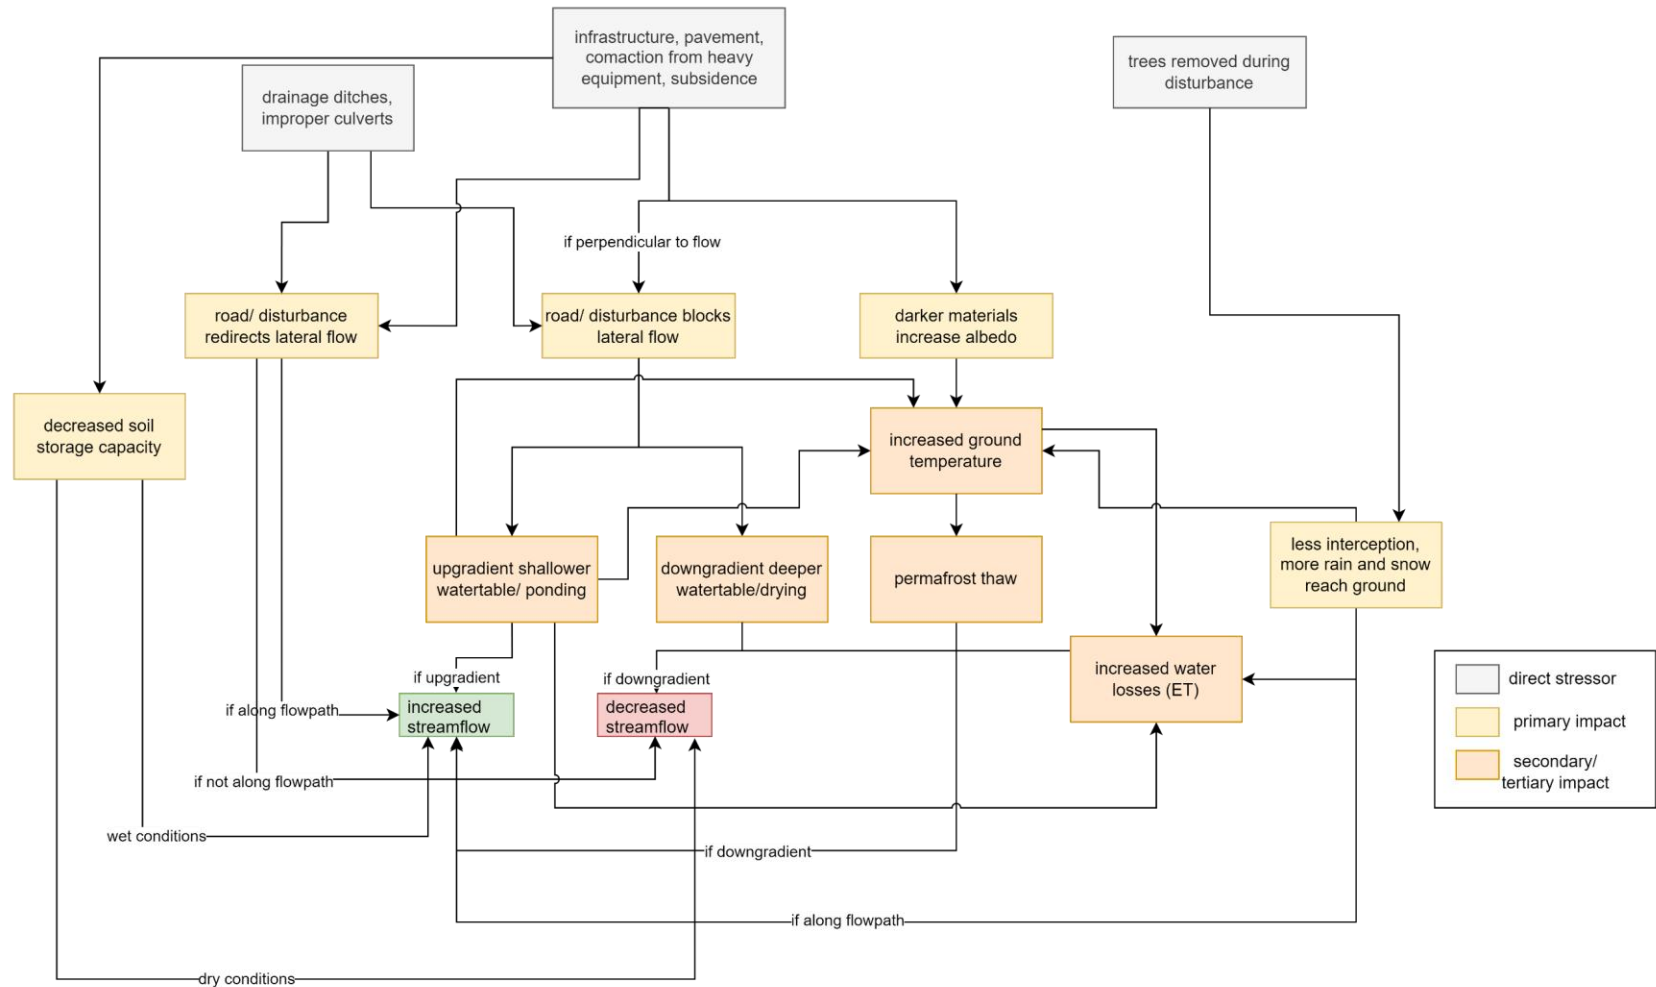 infrastructure, pavement,
comaction from heavy
equipment, subsidence
trees removed during
disturbance
drainage ditches,
improper culverts
if perpendicular to flow
road/ disturbance
redirects lateral flow
road/ disturbance blocks
lateral flow
darker materials
increase albedo
decreased soil
storage capacity
increased ground
temperature
upgradient shallower
watertable/ ponding
downgradient deeper
watertable/drying
permafrost thaw
less interception,
more rain and snow
reach ground
increased water
losses (ET)
if upgradient
if downgradient
if along flowpath
increased
streamflow
decreased
streamflow
if not along flowpath
wet conditions
if downgradient
if along flowpath
dry conditions
direct stressor
primary impact
secondary/
tertiary impact